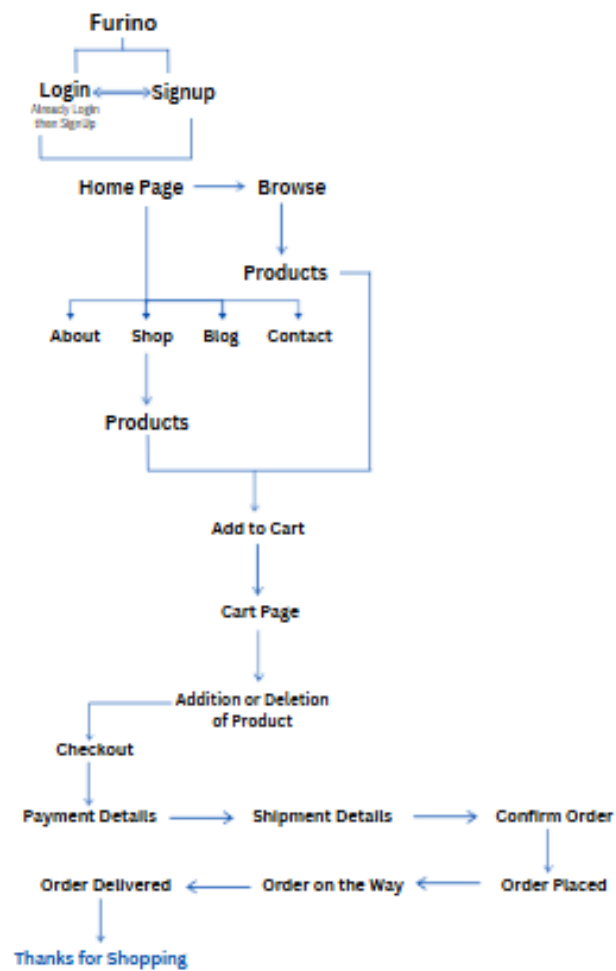 Furino
Login
Signup
Already Login
then SignUp
Home Page
Browse
Products
About
Shop
Blog
Contact
Products
Add to Cart
Cart Page
Addition or Deletion
of Product
Checkout
Payment Details
Shipment Details
Confirm Order
Order Delivered
Order on the Way
Order Placed
Thanks for Shopping